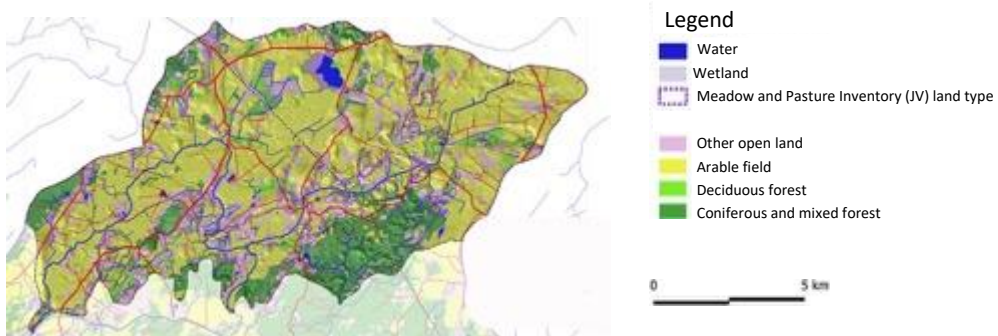 Legend
Water
Wetland
Meadow and Pasture Inventory (JV) land type
Other open land
Arable field
Deciduous forest
Coniferous and mixed forest
0 5 km